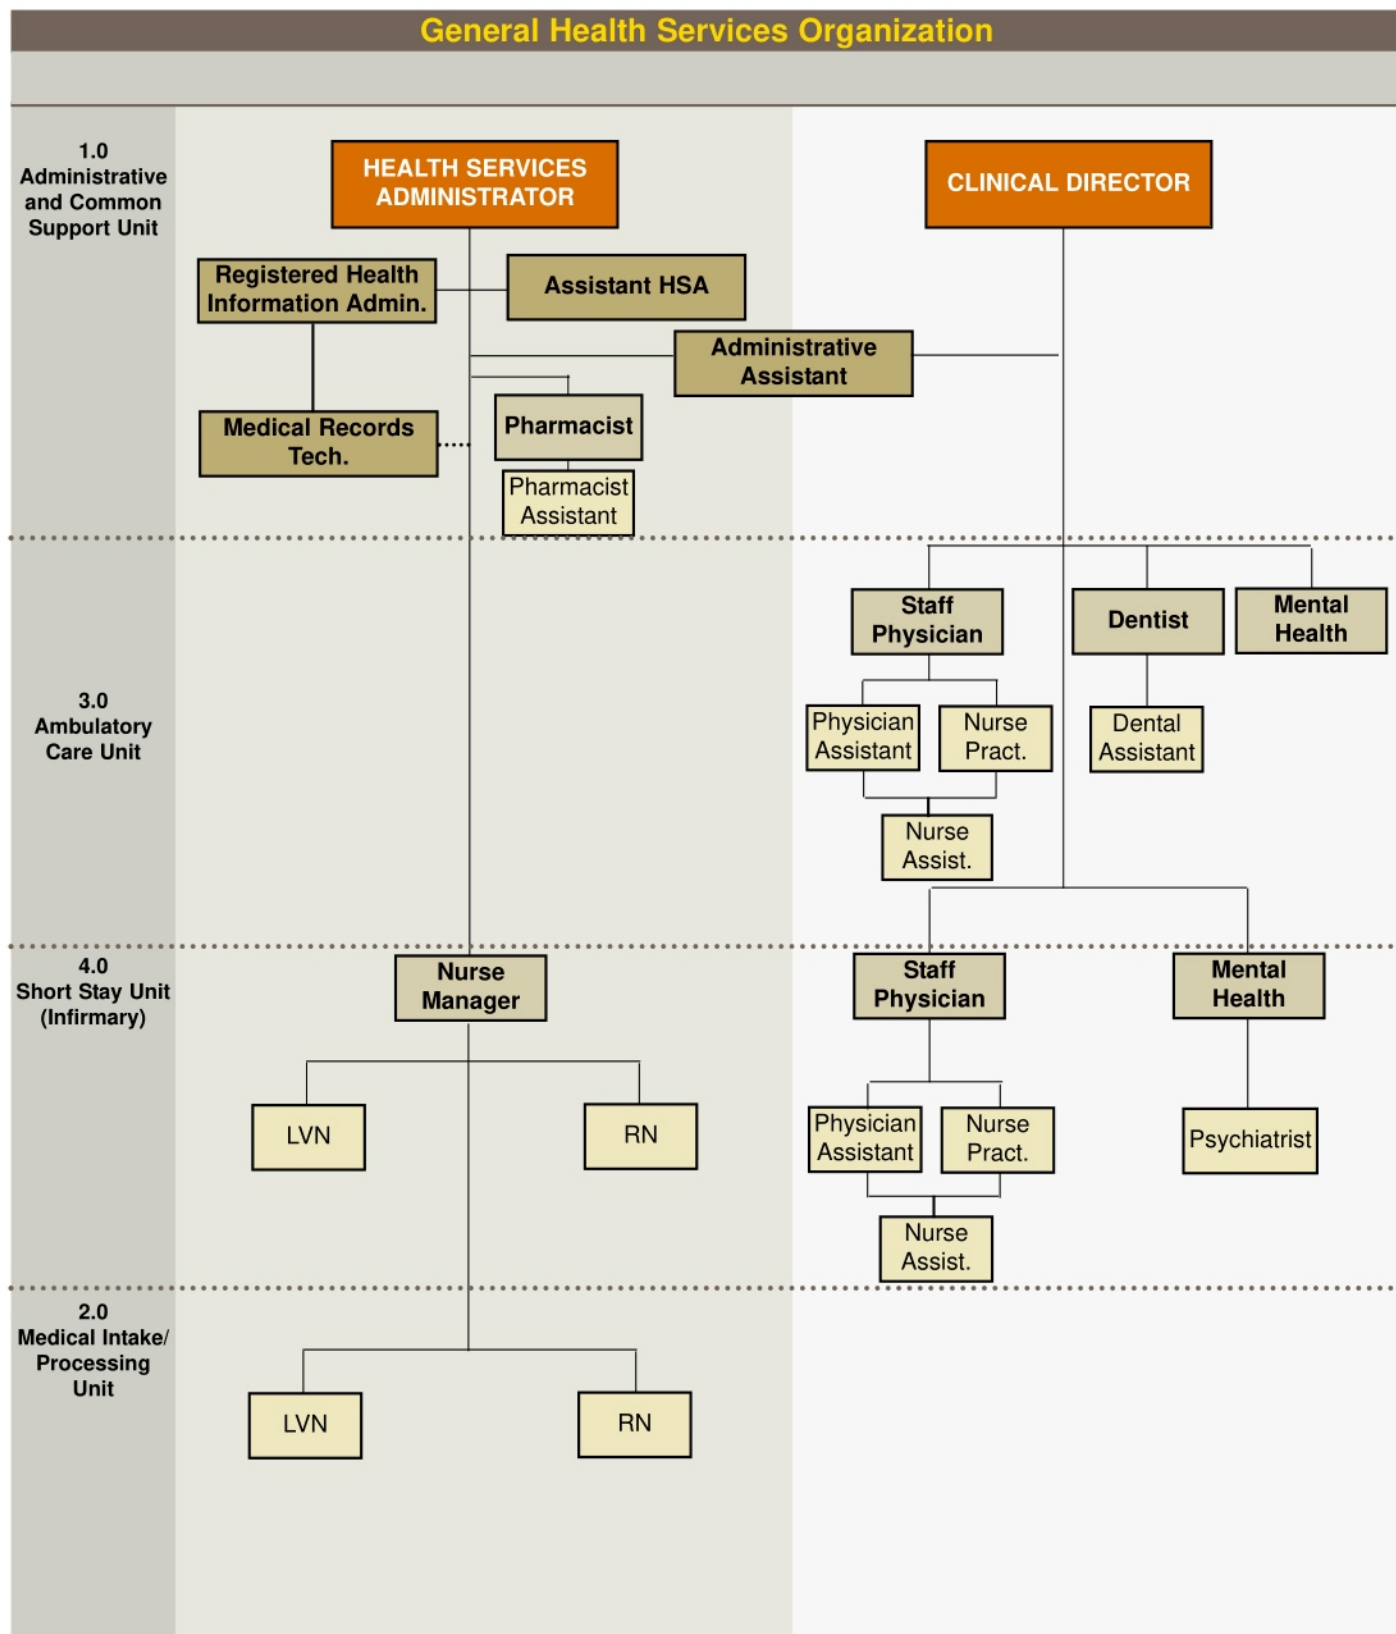 General Health Services Organization
1.0
Administrative
and Common
Support Unit
HEALTH SERVICES
ADMINISTRATOR
CLINICAL DIRECTOR
Registered Health
Information Admin.
Assistant HSA
Administrative
Assistant
Medical Records
Tech.
Pharmacist
Pharmacist
Assistant
3.0
Ambulatory
Care Unit
Staff
Physician
Dentist
Mental
Health
Physician
Assistant
Nurse
Pract.
Dental
Assistant
Nurse
Assist.
4.0
Short Stay Unit
(Infirmary)
Nurse
Manager
Staff
Physician
Mental
Health
LVN
RN
Physician
Assistant
Nurse
Pract.
Psychiatrist
Nurse
Assist.
2.0
Medical Intake/
Processing
Unit
LVN
RN